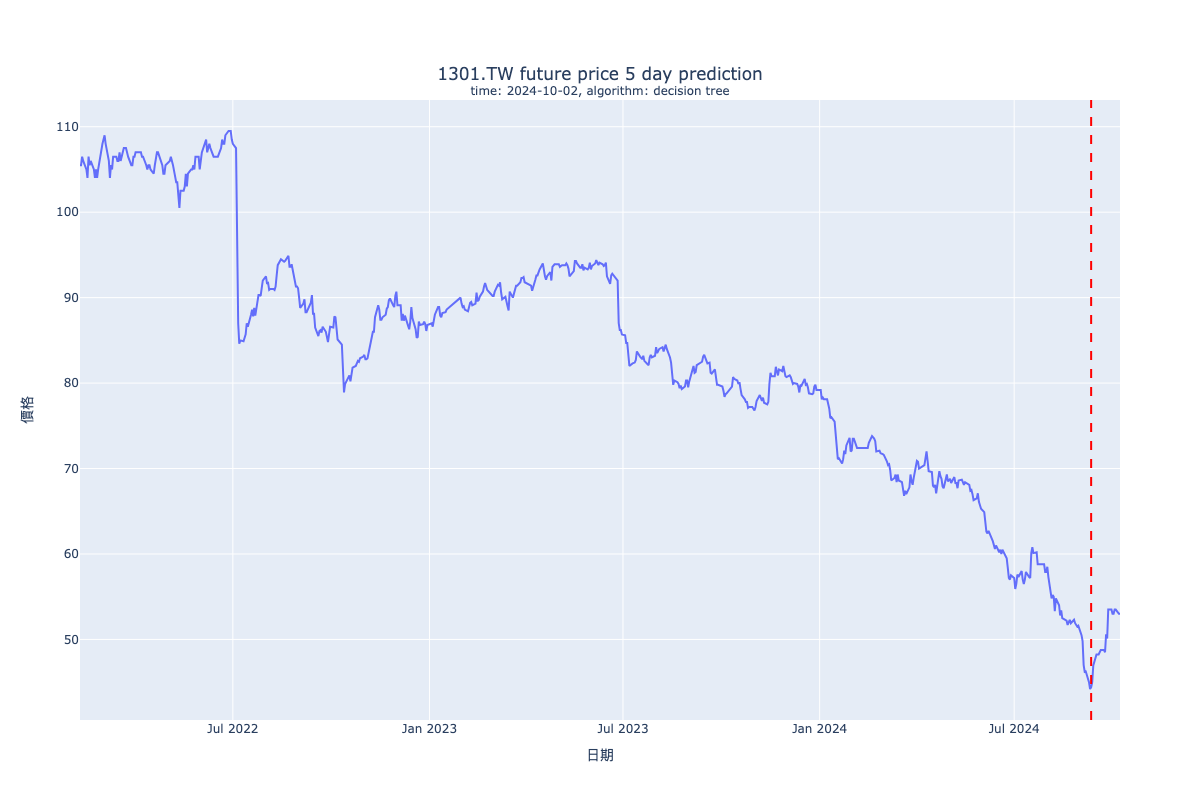 1301.TW future price 5 day prediction
time: 2024-10-02, algorithm: decision tree
110
100
90
80
70
60
50
價格
Jul 2022
Jan 2023
Jul 2023
Jan 2024
Jul 2024
日期